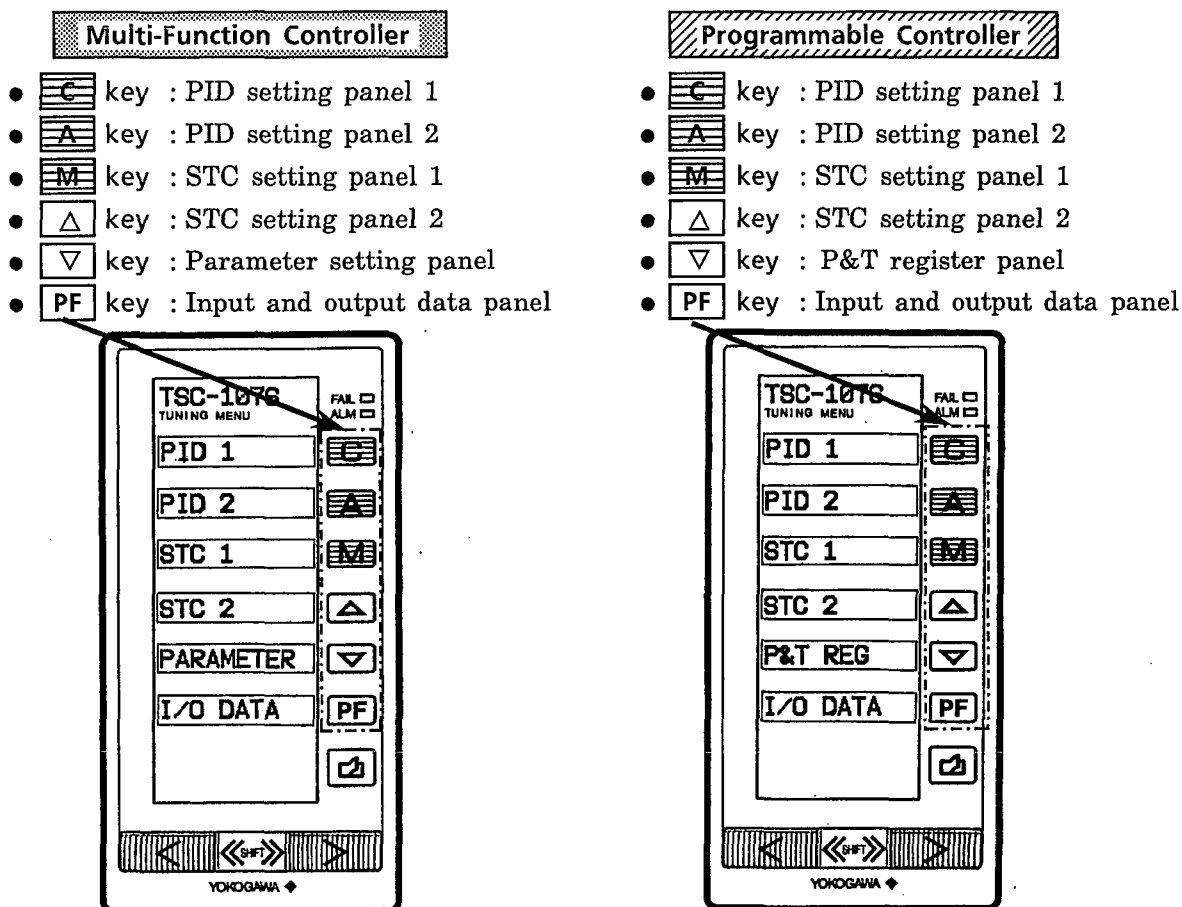 Multi-Function Controller
• C key : PID setting panel 1
• A key : PID setting panel 2
• M key : STC setting panel 1
• △ key : STC setting panel 2
• ▽ key : Parameter setting panel
• PF key : Input and output data panel
TSC-107G
TUNING MENU
FAIL
ALM
PID 1
C
PID 2
A
STC 1
M
STC 2
△
PARAMETER
▽
I/O DATA
PF
< «SHIFT» >
YOKOGAWA
Programmable Controller
• C key : PID setting panel 1
• A key : PID setting panel 2
• M key : STC setting panel 1
• △ key : STC setting panel 2
• ▽ key : P&T register panel
• PF key : Input and output data panel
TSC-107G
TUNING MENU
FAIL
ALM
PID 1
C
PID 2
A
STC 1
M
STC 2
△
P&T REG
▽
I/O DATA
PF
< «SHIFT» >
YOKOGAWA